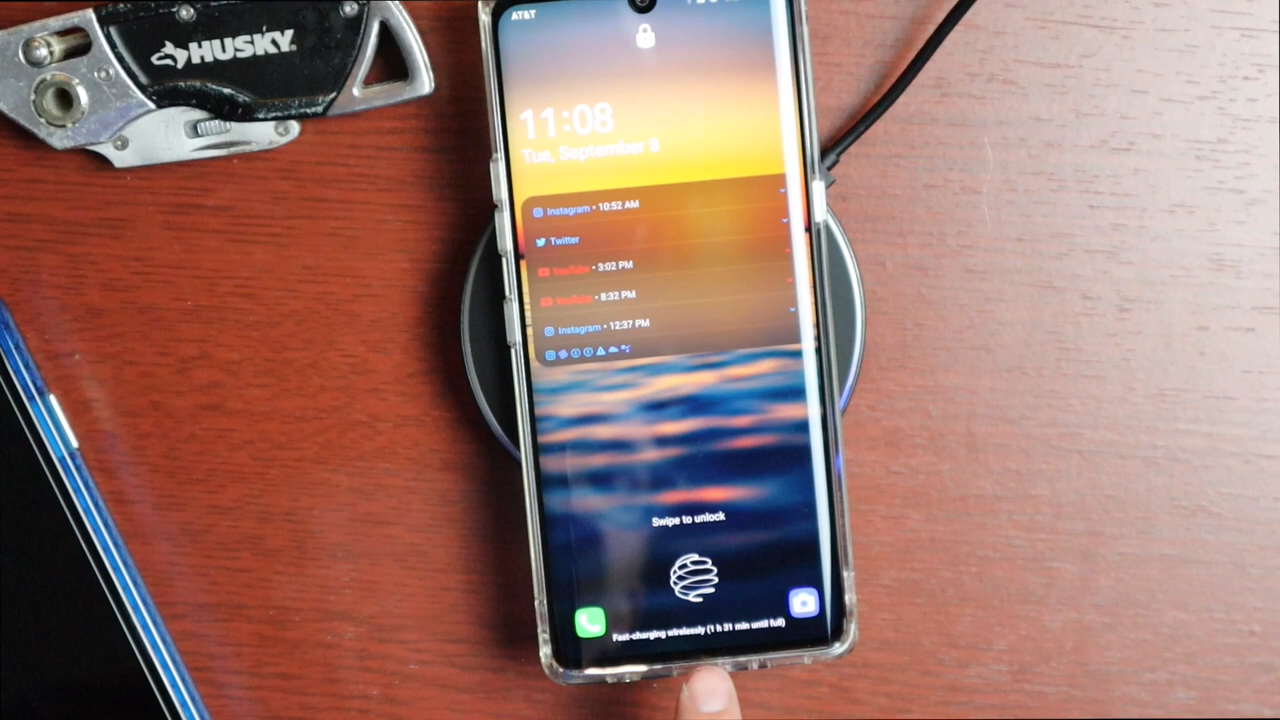 HUSKY
AT&T
11:08
Tue, September 8
Instagram • 10:52 AM
Twitter
YouTube • 3:02 PM
YouTube • 8:32 PM
Instagram • 12:37 PM
Swipe to unlock
Fast-charging wirelessly (1 h 31 min until full)